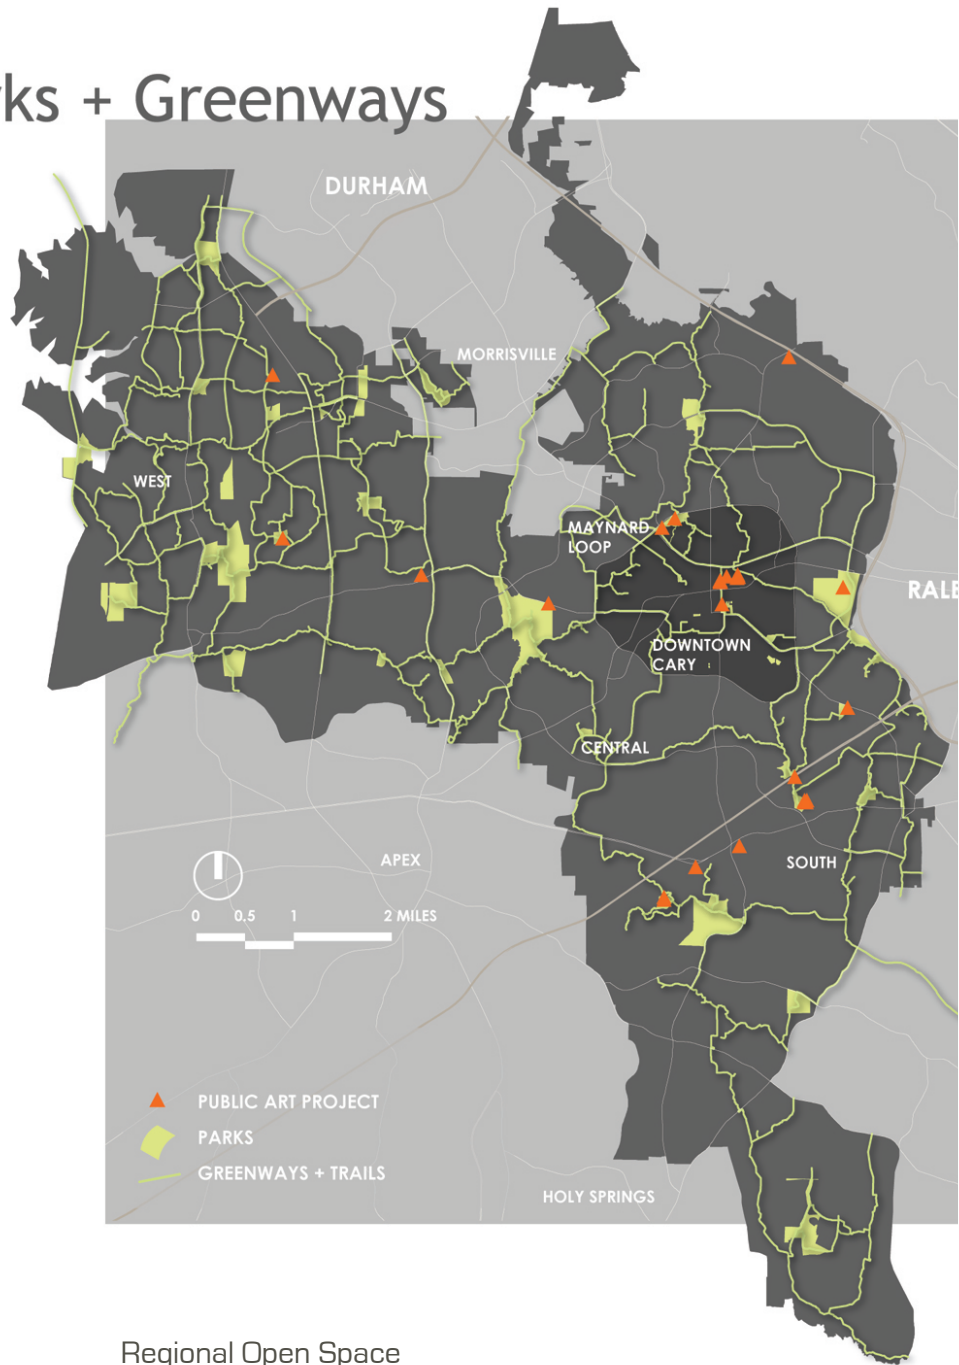 rks + Greenways
DURHAM
MORRISVILLE
WEST
MAYNARD
LOOP
RALE
DOWNTOWN
CARY
CENTRAL
APEX
SOUTH
0 0.5 1 2 MILES
PUBLIC ART PROJECT
PARKS
GREENWAYS + TRAILS
HOLY SPRINGS
Regional Open Space